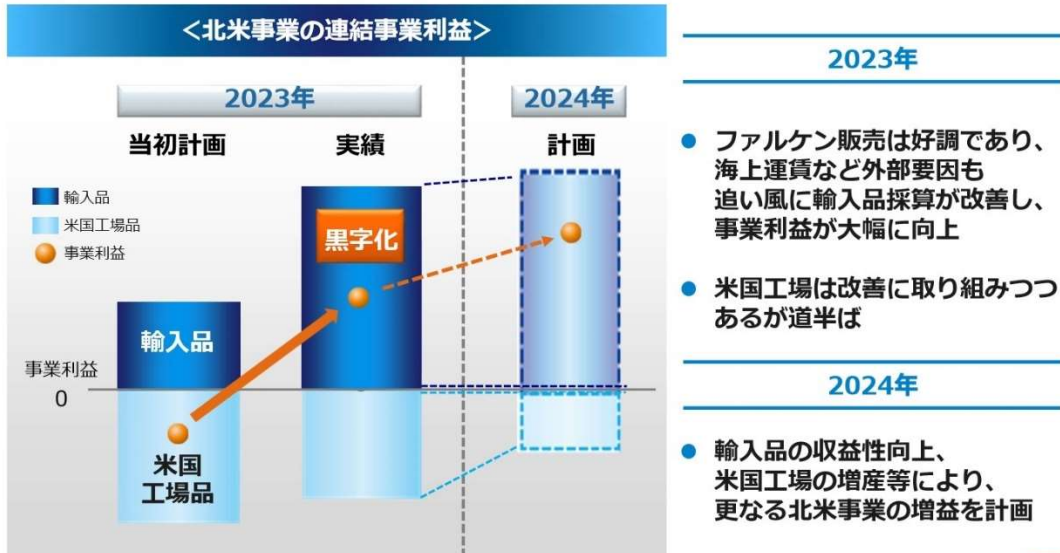 ＜北米事業の連結事業利益＞
2023年
2024年
当初計画
実績
計画
輸入品
米国工場品
事業利益
黒字化
輸入品
事業利益
0
米国
工場品
2023年
● ファルケン販売は好調であり、
海上運賃など外部要因も
追い風に輸入品採算が改善し、
事業利益が大幅に向上
● 米国工場は改善に取り組みつつ
あるが道半ば
2024年
● 輸入品の収益性向上、
米国工場の増産等により、
更なる北米事業の増益を計画